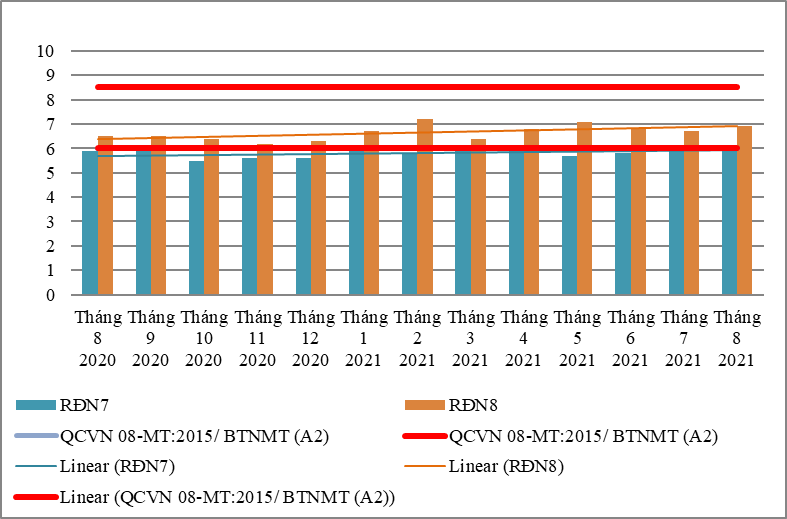 10
9
8
7
6
5
4
3
2
1
0
Tháng Tháng Tháng Tháng Tháng Tháng Tháng Tháng Tháng Tháng Tháng Tháng Tháng
8 9 10 11 12 1 2 3 4 5 6 7 8
2020 2020 2020 2020 2020 2021 2021 2021 2021 2021 2021 2021 2021
RĐN7 RĐN8
QCVN 08-MT:2015/ BTNMT (A2) QCVN 08-MT:2015/ BTNMT (A2)
Linear (RĐN7) Linear (RĐN8)
Linear (QCVN 08-MT:2015/ BTNMT (A2))